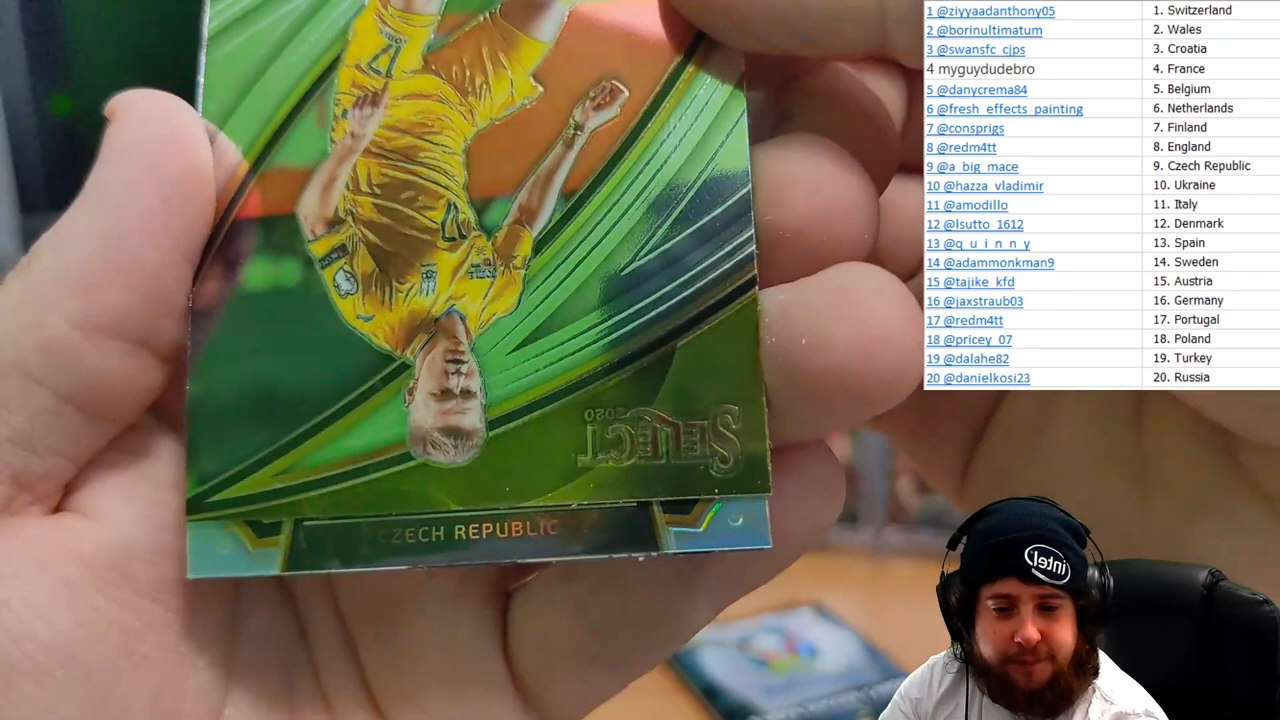 1 @ziyyaadanthony05 1. Switzerland
2 @borinultimatum 2. Wales
3 @swansfc_cjps 3. Croatia
4 myguydudebro 4. France
5 @danycrema84 5. Belgium
6 @fresh_effects_painting 6. Netherlands
7 @consprigs 7. Finland
8 @redm4tt 8. England
9 @a_big_mace 9. Czech Republic
10 @hazza_vladimir 10. Ukraine
11 @amodillo 11. Italy
12 @lsutto_1612 12. Denmark
13 @q_u_i_n_n_y 13. Spain
14 @adammonkman9 14. Sweden
15 @tajike_kfd 15. Austria
16 @jaxstraub03 16. Germany
17 @redm4tt 17. Portugal
18 @pricey_07 18. Poland
19 @dalahe82 19. Turkey
20 @danielkosi23 20. Russia
17
17
2020
SELECT
CZECH REPUBLIC
intel